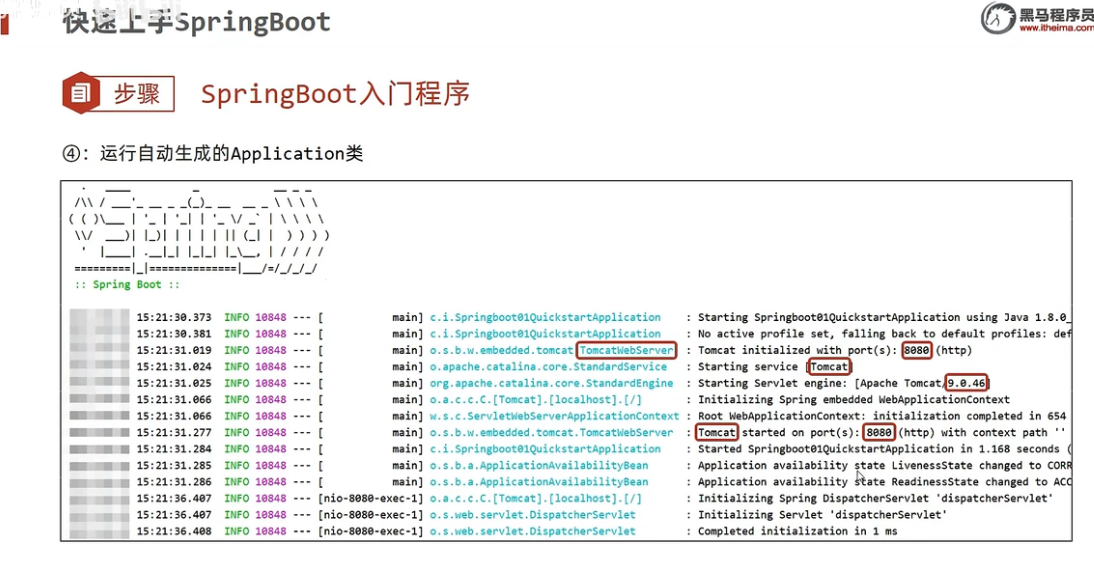 快速上手SpringBoot
黑马程序员
www.itheima.com
步骤
SpringBoot入门程序
④：运行自动生成的Application类
:: Spring Boot ::
15:21:30.373 INFO 10848 --- [ main] c.i.Springboot01QuickstartApplication : Starting Springboot01QuickstartApplication using Java 1.8.0_
15:21:30.381 INFO 10848 --- [ main] c.i.Springboot01QuickstartApplication : No active profile set, falling back to default profiles: def
15:21:31.019 INFO 10848 --- [ main] o.s.b.w.embedded.tomcat.TomcatWebServer : Tomcat initialized with port(s): 8080 (http)
15:21:31.024 INFO 10848 --- [ main] o.apache.catalina.core.StandardService : Starting service [Tomcat]
15:21:31.025 INFO 10848 --- [ main] org.apache.catalina.core.StandardEngine : Starting Servlet engine: [Apache Tomcat/9.0.46]
15:21:31.066 INFO 10848 --- [ main] o.a.c.c.C.[Tomcat].[localhost].[/] : Initializing Spring embedded WebApplicationContext
15:21:31.066 INFO 10848 --- [ main] w.s.c.ServletWebServerApplicationContext : Root WebApplicationContext: initialization completed in 654
15:21:31.277 INFO 10848 --- [ main] o.s.b.w.embedded.tomcat.TomcatWebServer : Tomcat started on port(s): 8080 (http) with context path ''
15:21:31.284 INFO 10848 --- [ main] c.i.Springboot01QuickstartApplication : Started Springboot01QuickstartApplication in 1.168 seconds (
15:21:31.285 INFO 10848 --- [ main] o.s.b.a.ApplicationAvailabilityBean : Application availability state LivenessState changed to CORR
15:21:31.286 INFO 10848 --- [ main] o.s.b.a.ApplicationAvailabilityBean : Application availability state ReadinessState changed to ACC
15:21:36.407 INFO 10848 --- [nio-8080-exec-1] o.a.c.c.C.[Tomcat].[localhost].[/] : Initializing Spring DispatcherServlet 'dispatcherServlet'
15:21:36.407 INFO 10848 --- [nio-8080-exec-1] o.s.web.servlet.DispatcherServlet : Initializing Servlet 'dispatcherServlet'
15:21:36.408 INFO 10848 --- [nio-8080-exec-1] o.s.web.servlet.DispatcherServlet : Completed initialization in 1 ms